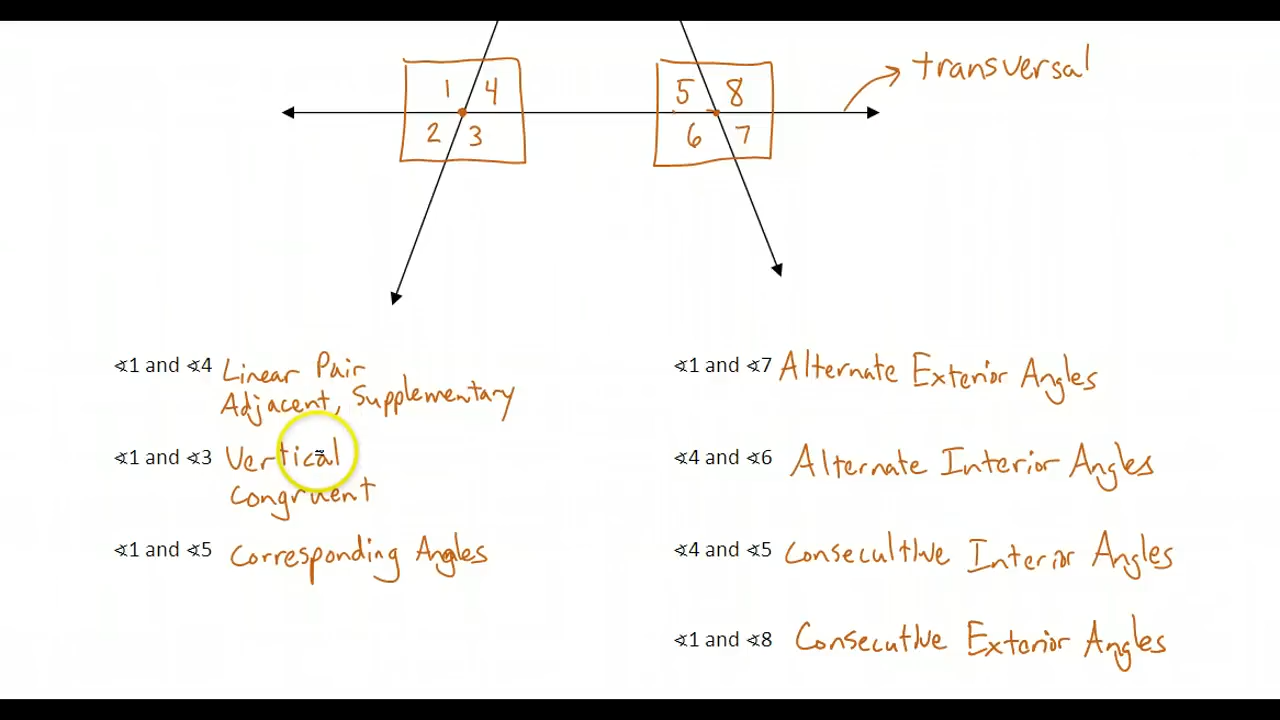 transversal
1 4
5 8
2 3
6 7
∢1 and ∢4 Linear Pair
Adjacent, Supplementary
∢1 and ∢3 Vertical
Congruent
∢1 and ∢5 Corresponding Angles
∢1 and ∢7 Alternate Exterior Angles
∢4 and ∢6 Alternate Interior Angles
∢4 and ∢5 Consecultive Interior Angles
∢1 and ∢8 Consecutive Exterior Angles